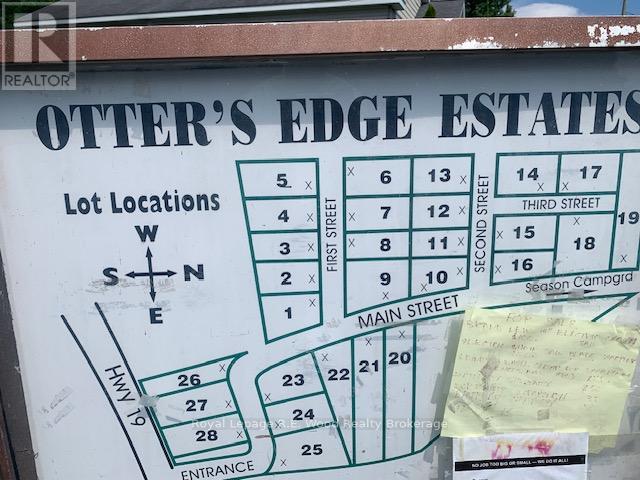 R
REALTOR®
OTTER'S EDGE ESTATES
Lot Locations
W
S N
E
5 X
4 X
3 X
2 X
1 X
FIRST STREET
X 6 13 X
X 7 12 X
X 8 11 X
9 X 10 X
SECOND STREET
14 X X 17
THIRD STREET
X 15
X 16
18 X
19
Season Campgrd
MAIN STREET
HWY 19
26 X
27
28 X
ENTRANCE
23 X
24 X
X 25
22 X
21 X
20 X
FOR SALE
Royal Lepage R.E. Wood Realty Brokerage
NO JOB TOO BIG OR SMALL — WE DO IT ALL!